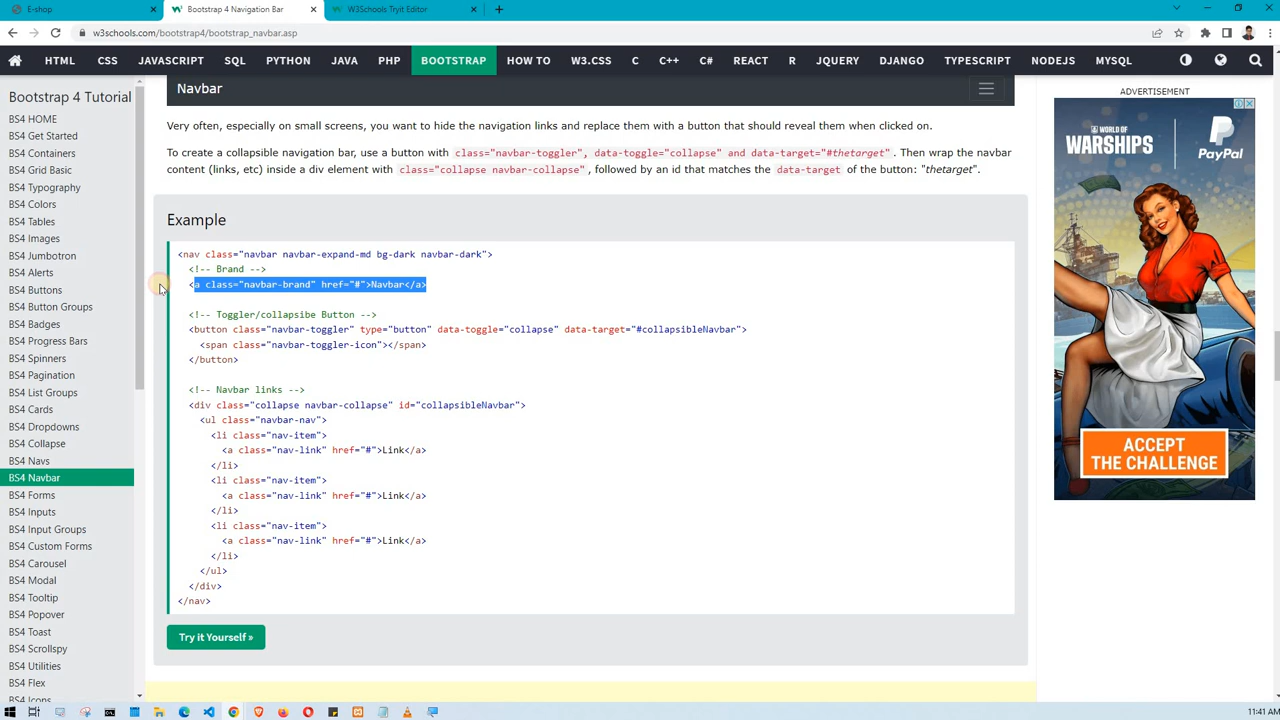 E-shop
Bootstrap 4 Navigation Bar
W3Schools Tryit Editor
w3schools.com/bootstrap4/bootstrap_navbar.asp
HTML CSS JAVASCRIPT SQL PYTHON JAVA PHP BOOTSTRAP HOW TO W3.CSS C C++ C# REACT R JQUERY DJANGO TYPESCRIPT NODEJS MYSQL
Bootstrap 4 Tutorial
BS4 HOME
BS4 Get Started
BS4 Containers
BS4 Grid Basic
BS4 Typography
BS4 Colors
BS4 Tables
BS4 Images
BS4 Jumbotron
BS4 Alerts
BS4 Buttons
BS4 Button Groups
BS4 Badges
BS4 Progress Bars
BS4 Spinners
BS4 Pagination
BS4 List Groups
BS4 Cards
BS4 Dropdowns
BS4 Collapse
BS4 Navs
BS4 Navbar
BS4 Forms
BS4 Inputs
BS4 Input Groups
BS4 Custom Forms
BS4 Carousel
BS4 Modal
BS4 Tooltip
BS4 Popover
BS4 Toast
BS4 Scrollspy
BS4 Utilities
BS4 Flex
BS4 Icons
Navbar
Very often, especially on small screens, you want to hide the navigation links and replace them with a button that should reveal them when clicked on.
To create a collapsible navigation bar, use a button with class="navbar-toggler", data-toggle="collapse" and data-target="#thetarget". Then wrap the navbar
content (links, etc) inside a div element with class="collapse navbar-collapse", followed by an id that matches the data-target of the button: "thetarget".
Example
<nav class="navbar navbar-expand-md bg-dark navbar-dark">
<!-- Brand -->
<a class="navbar-brand" href="#">Navbar</a>
<!-- Toggler/collapsibe Button -->
<button class="navbar-toggler" type="button" data-toggle="collapse" data-target="#collapsibleNavbar">
<span class="navbar-toggler-icon"></span>
</button>
<!-- Navbar links -->
<div class="collapse navbar-collapse" id="collapsibleNavbar">
<ul class="navbar-nav">
<li class="nav-item">
<a class="nav-link" href="#">Link</a>
</li>
<li class="nav-item">
<a class="nav-link" href="#">Link</a>
</li>
<li class="nav-item">
<a class="nav-link" href="#">Link</a>
</li>
</ul>
</div>
</nav>
Try it Yourself »
ADVERTISEMENT
WORLD OF
WARSHIPS
PayPal
ACCEPT
THE CHALLENGE
11:41 AM